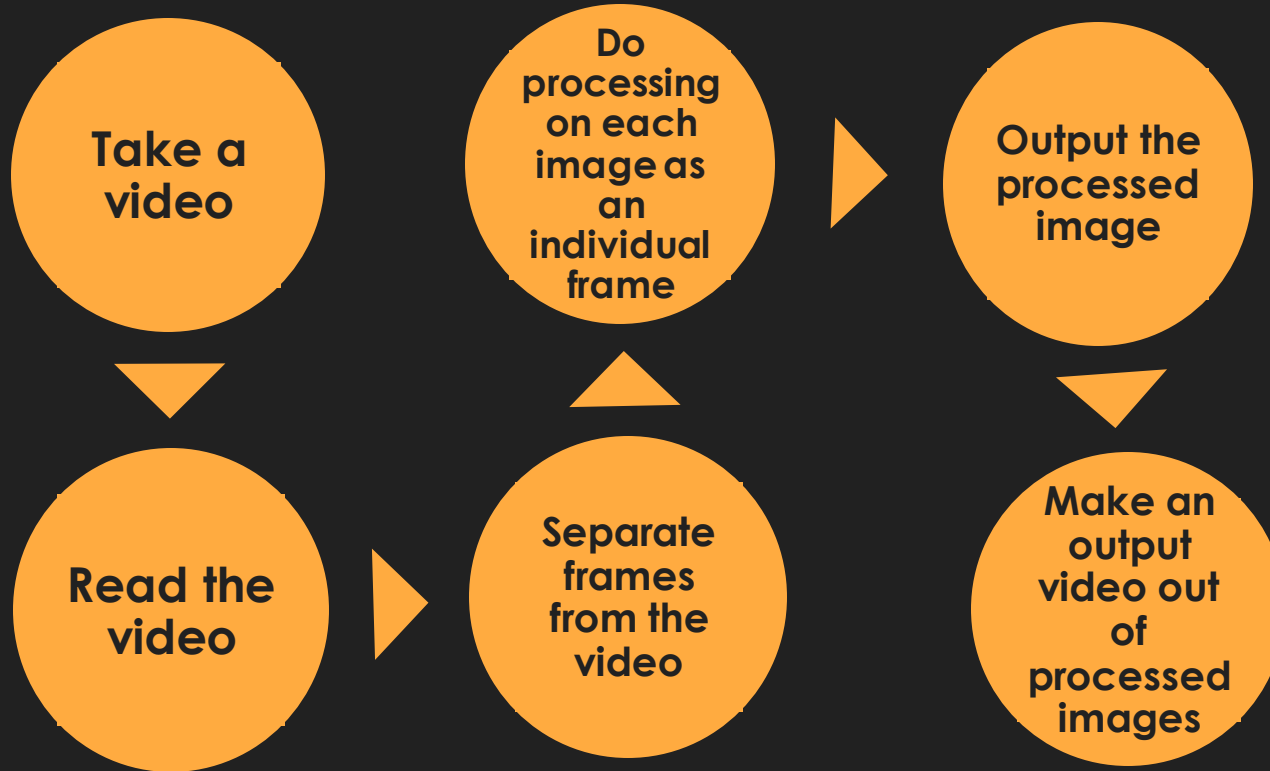 Take a
video
Read the
video
Separate
frames
from the
video
Do
processing
on each
image as
an
individual
frame
Output the
processed
image
Make an
output
video out
of
processed
images